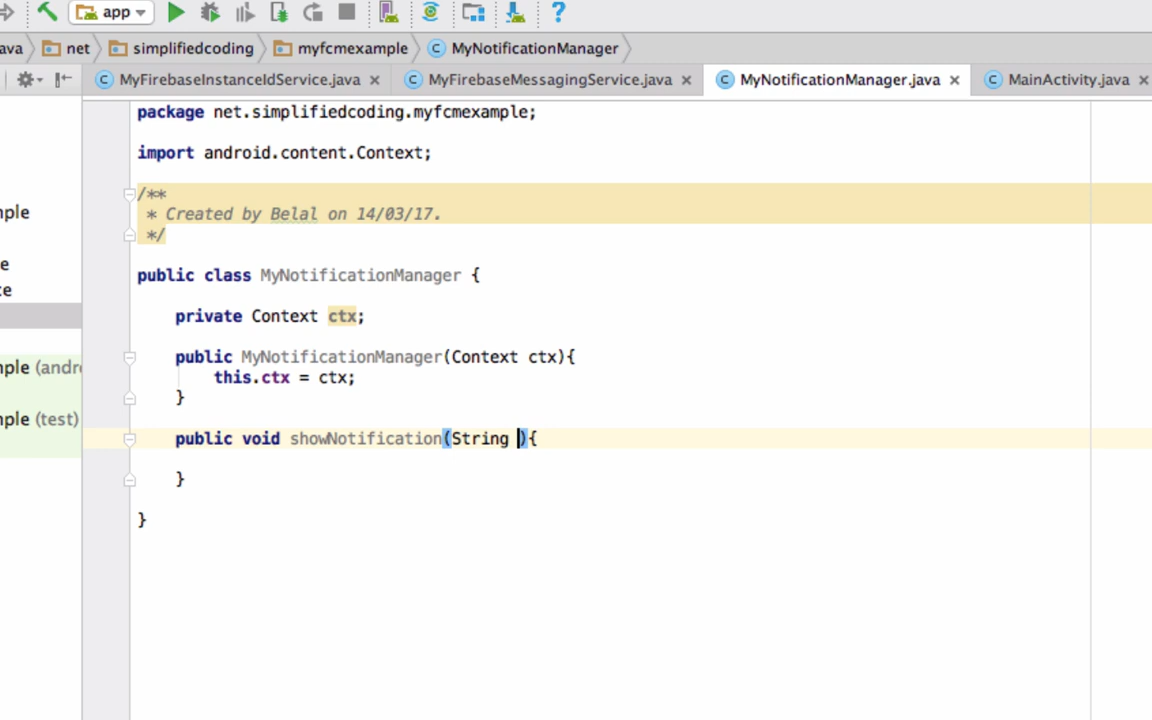 app
ava net simplifiedcoding myfcmexample MyNotificationManager
MyFirebaseInstanceIdService.java MyFirebaseMessagingService.java MyNotificationManager.java MainActivity.java
package net.simplifiedcoding.myfcmexample;
import android.content.Context;
/**
mple
* Created by Belal on 14/03/17.
*/
e
public class MyNotificationManager {
te
private Context ctx;
public MyNotificationManager(Context ctx){
mple (andr
this.ctx = ctx;
}
mple (test)
public void showNotification(String ){
}
}